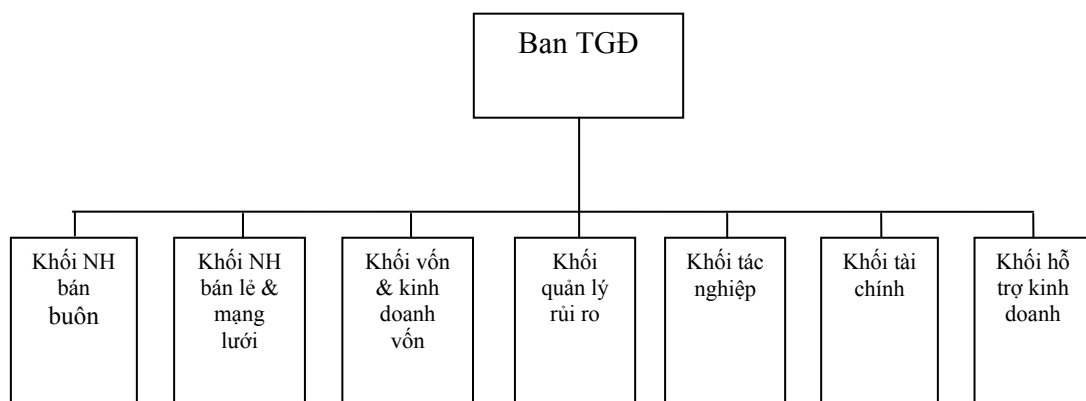 Ban TGĐ
Khối NH
bán
buôn
Khối NH
bán lẻ &
mạng
lưới
Khối vốn
& kinh
doanh
vốn
Khối
quản lý
rủi ro
Khối tác
nghiệp
Khối tài
chính
Khối hỗ
trợ kinh
doanh